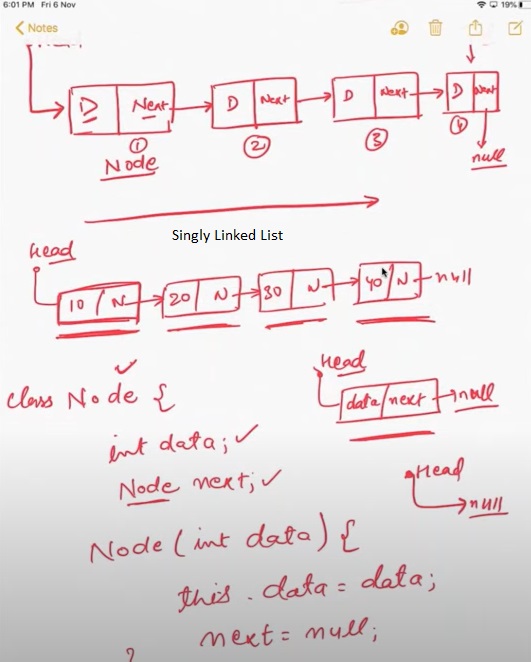 6:01 PM Fri 6 Nov
19%
Notes
D Next D Next D Next D Next
1 2 3 4
Node
null
Singly Linked List
Head
10 N 20 N 30 N 40 N null
Head
data next null
class Node {
int data;
Node next;
Head
null
Node (int data) {
this . data = data;
next = null;